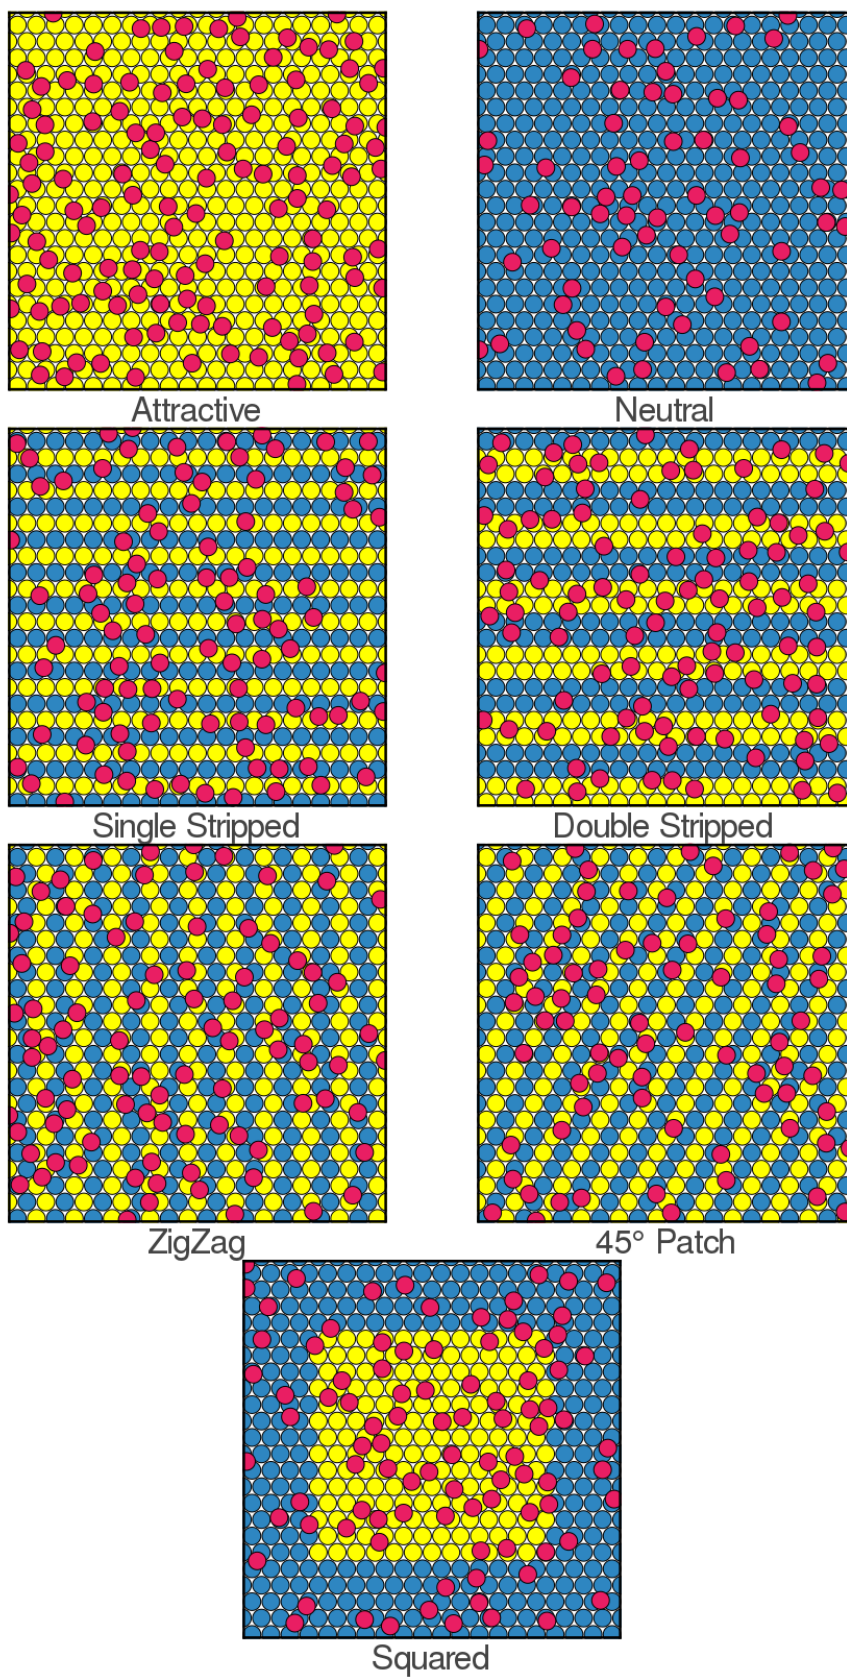 Attractive
Neutral
Single Stripped
Double Stripped
ZigZag
45° Patch
Squared